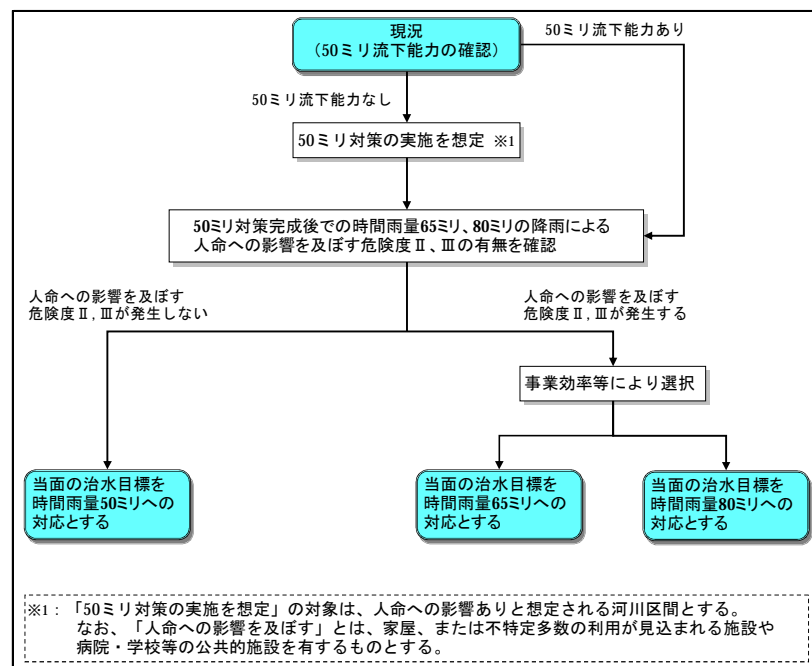 現況
（50ミリ流下能力の確認）
50ミリ流下能力あり
50ミリ流下能力なし
50ミリ対策の実施を想定 ※1
50ミリ対策完成後での時間雨量65ミリ、80ミリの降雨による
人命への影響を及ぼす危険度Ⅱ、Ⅲの有無を確認
人命への影響を及ぼす
危険度Ⅱ,Ⅲが発生しない
人命への影響を及ぼす
危険度Ⅱ,Ⅲが発生する
事業効率等により選択
当面の治水目標を
時間雨量50ミリへの
対応とする
当面の治水目標を
時間雨量65ミリへの
対応とする
当面の治水目標を
時間雨量80ミリへの
対応とする
※1：「50ミリ対策の実施を想定」の対象は、人命への影響ありと想定される河川区間とする。
なお、「人命への影響を及ぼす」とは、家屋、または不特定多数の利用が見込まれる施設や
病院・学校等の公共的施設を有するものとする。